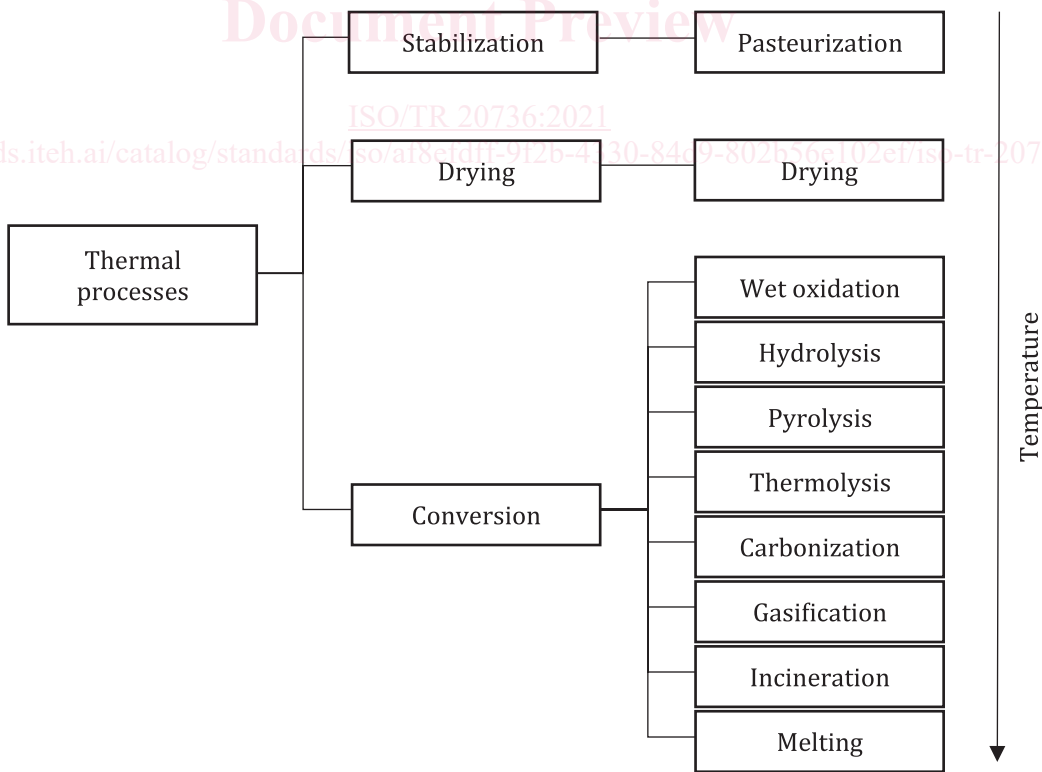 Document Preview
Stabilization
Pasteurization
ISO/TR 20736:2021
Drying
Drying
Thermal
processes
Wet oxidation
Hydrolysis
Pyrolysis
Thermolysis
Conversion
Carbonization
Gasification
Incineration
Melting
Temperature